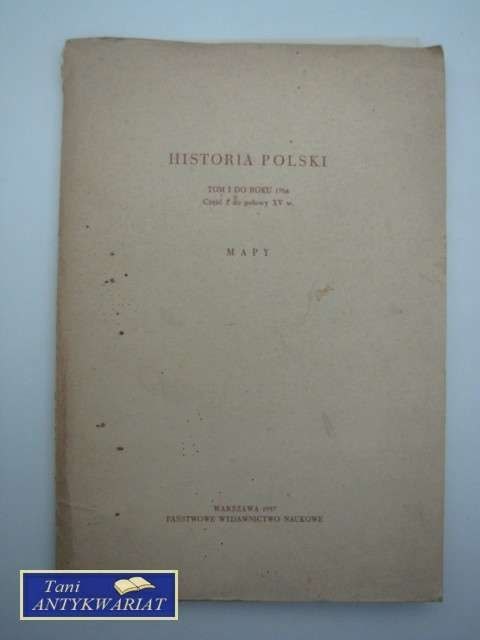 HISTORIA POLSKI
TOM I DO ROKU 1764
Część I do połowy XV w.
MAPY
WARSZAWA 1957
PAŃSTWOWE WYDAWNICTWO NAUKOWE
Tani
ANTYKWARIAT